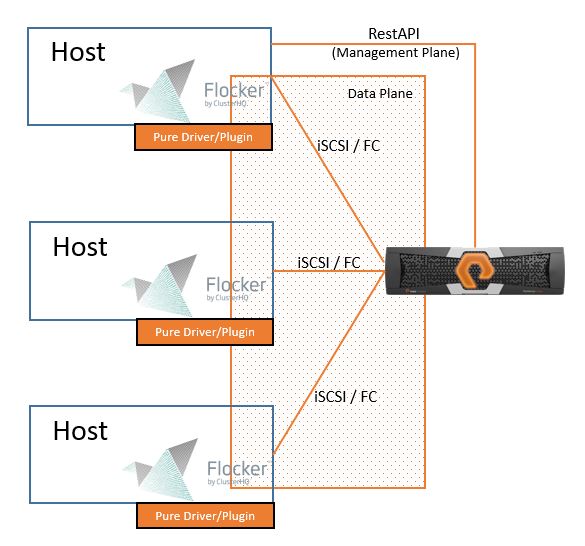 RestAPI
(Management Plane)
Host
Flocker
by ClusterHQ
Pure Driver/Plugin
Data Plane
iSCSI / FC
Host
Flocker
by ClusterHQ
Pure Driver/Plugin
iSCSI / FC
iSCSI / FC
Host
Flocker
by ClusterHQ
Pure Driver/Plugin